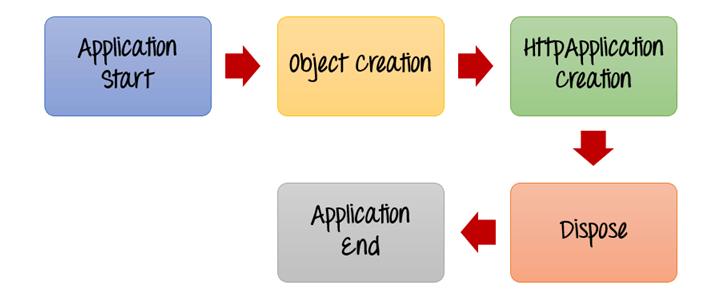 Application
Start
Object Creation
HttpApplication
Creation
Dispose
Application
End